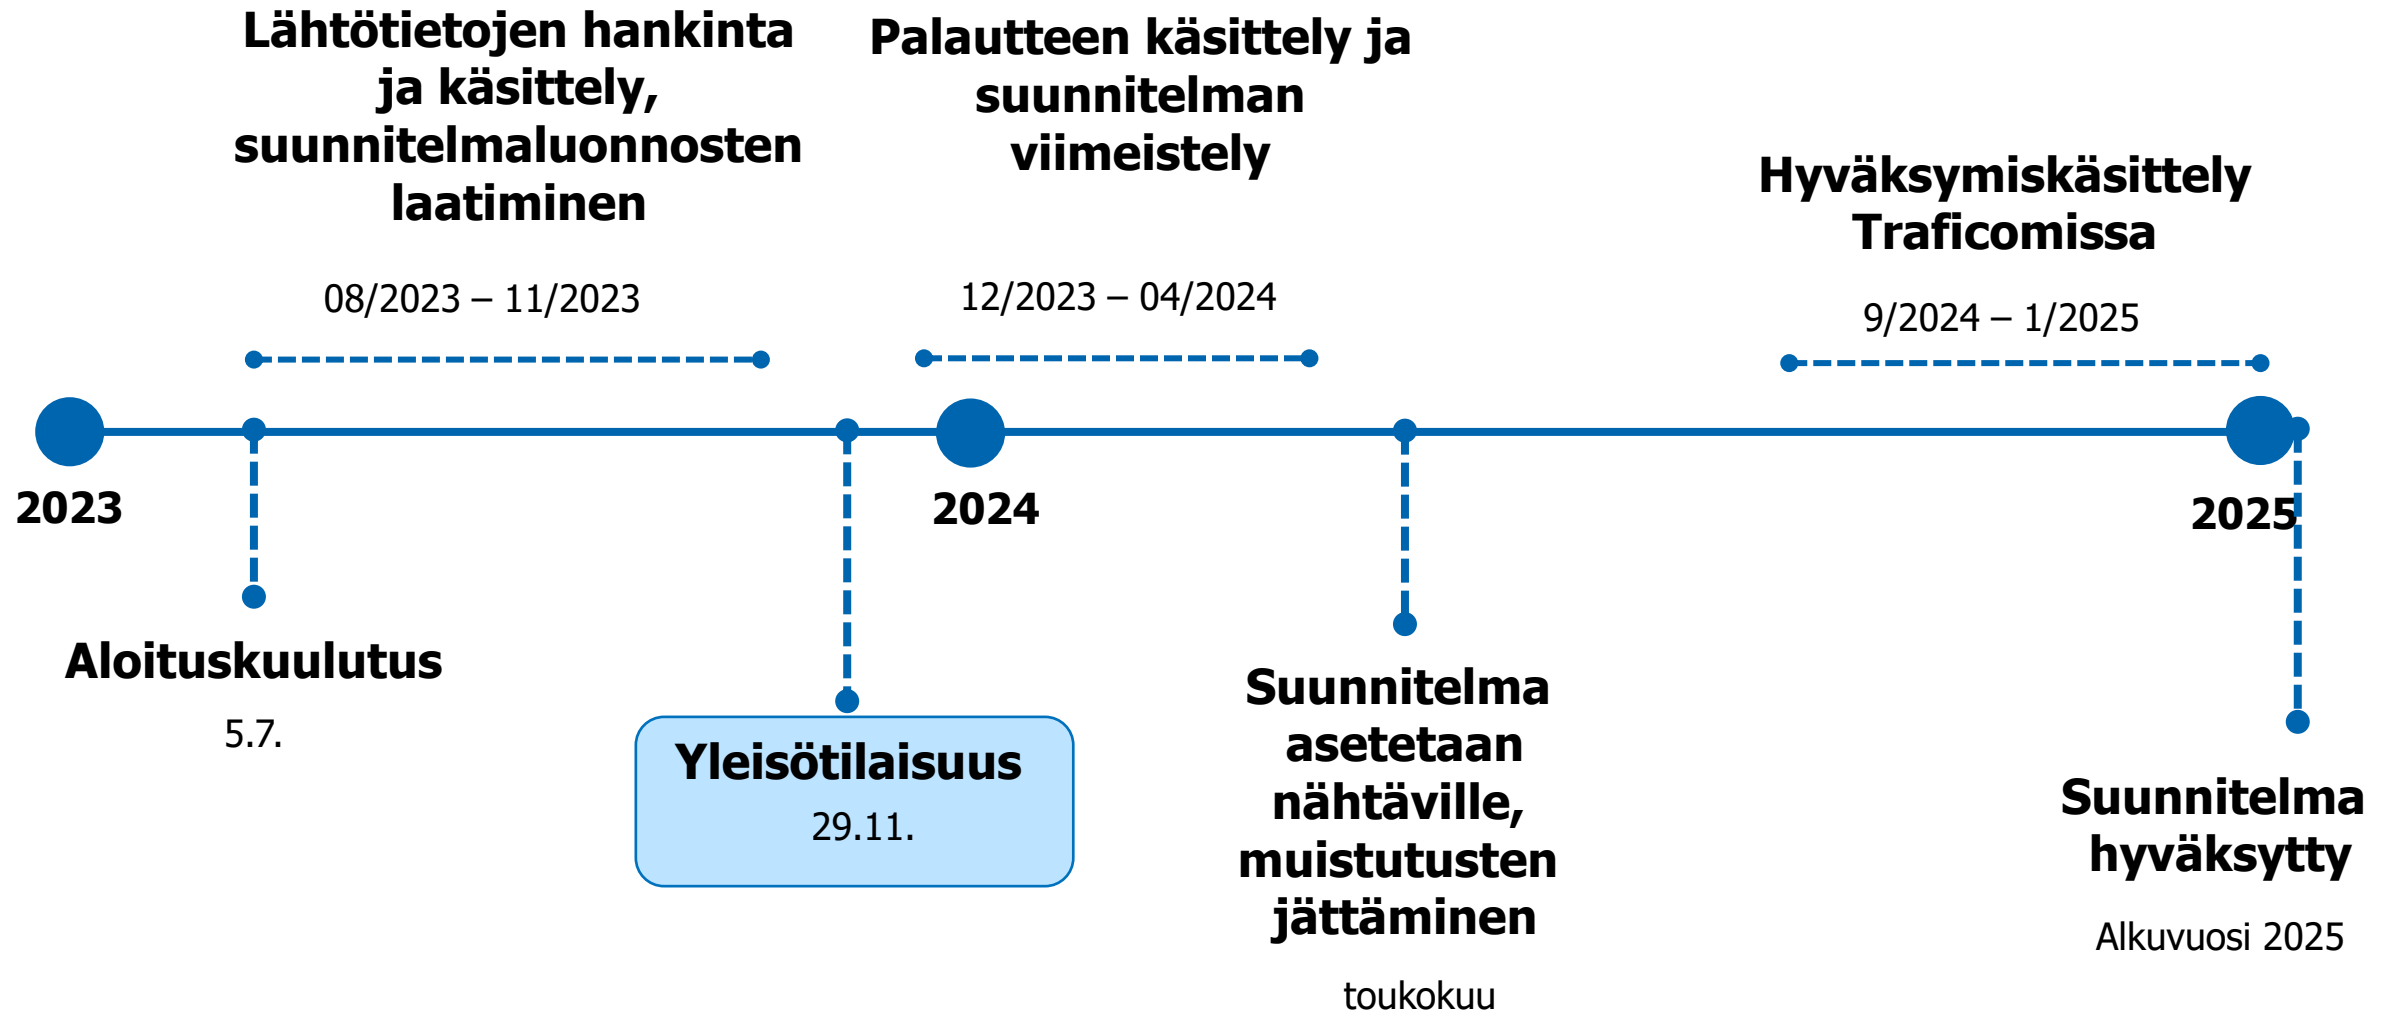 Lähtötietojen hankinta
ja käsittely,
suunnitelmaluonnosten
laatiminen
08/2023 – 11/2023
Palautteen käsittely ja
suunnitelman
viimeistely
12/2023 – 04/2024
Hyväksymiskäsittely
Traficomissa
9/2024 – 1/2025
2023
2024
2025
Aloituskuulutus
5.7.
Yleisötilaisuus
29.11.
Suunnitelma
asetetaan
nähtäville,
muistutusten
jättäminen
toukokuu
Suunnitelma
hyväksytty
Alkuvuosi 2025